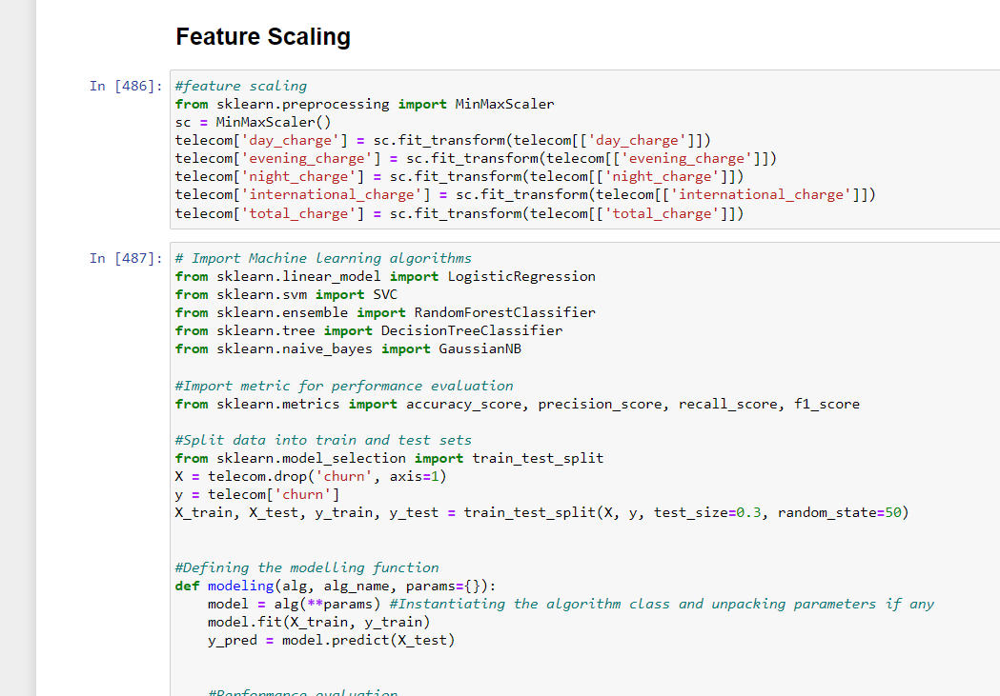 Feature Scaling
In [486]: #feature scaling
from sklearn.preprocessing import MinMaxScaler
sc = MinMaxScaler()
telecom['day_charge'] = sc.fit_transform(telecom[['day_charge']])
telecom['evening_charge'] = sc.fit_transform(telecom[['evening_charge']])
telecom['night_charge'] = sc.fit_transform(telecom[['night_charge']])
telecom['international_charge'] = sc.fit_transform(telecom[['international_charge']])
telecom['total_charge'] = sc.fit_transform(telecom[['total_charge']])
In [487]: # Import Machine learning algorithms
from sklearn.linear_model import LogisticRegression
from sklearn.svm import SVC
from sklearn.ensemble import RandomForestClassifier
from sklearn.tree import DecisionTreeClassifier
from sklearn.naive_bayes import GaussianNB
#Import metric for performance evaluation
from sklearn.metrics import accuracy_score, precision_score, recall_score, f1_score
#Split data into train and test sets
from sklearn.model_selection import train_test_split
X = telecom.drop('churn', axis=1)
y = telecom['churn']
X_train, X_test, y_train, y_test = train_test_split(X, y, test_size=0.3, random_state=50)
#Defining the modelling function
def modeling(alg, alg_name, params={}):
    model = alg(**params) #Instantiating the algorithm class and unpacking parameters if any
    model.fit(X_train, y_train)
    y_pred = model.predict(X_test)
    #Performance evaluation